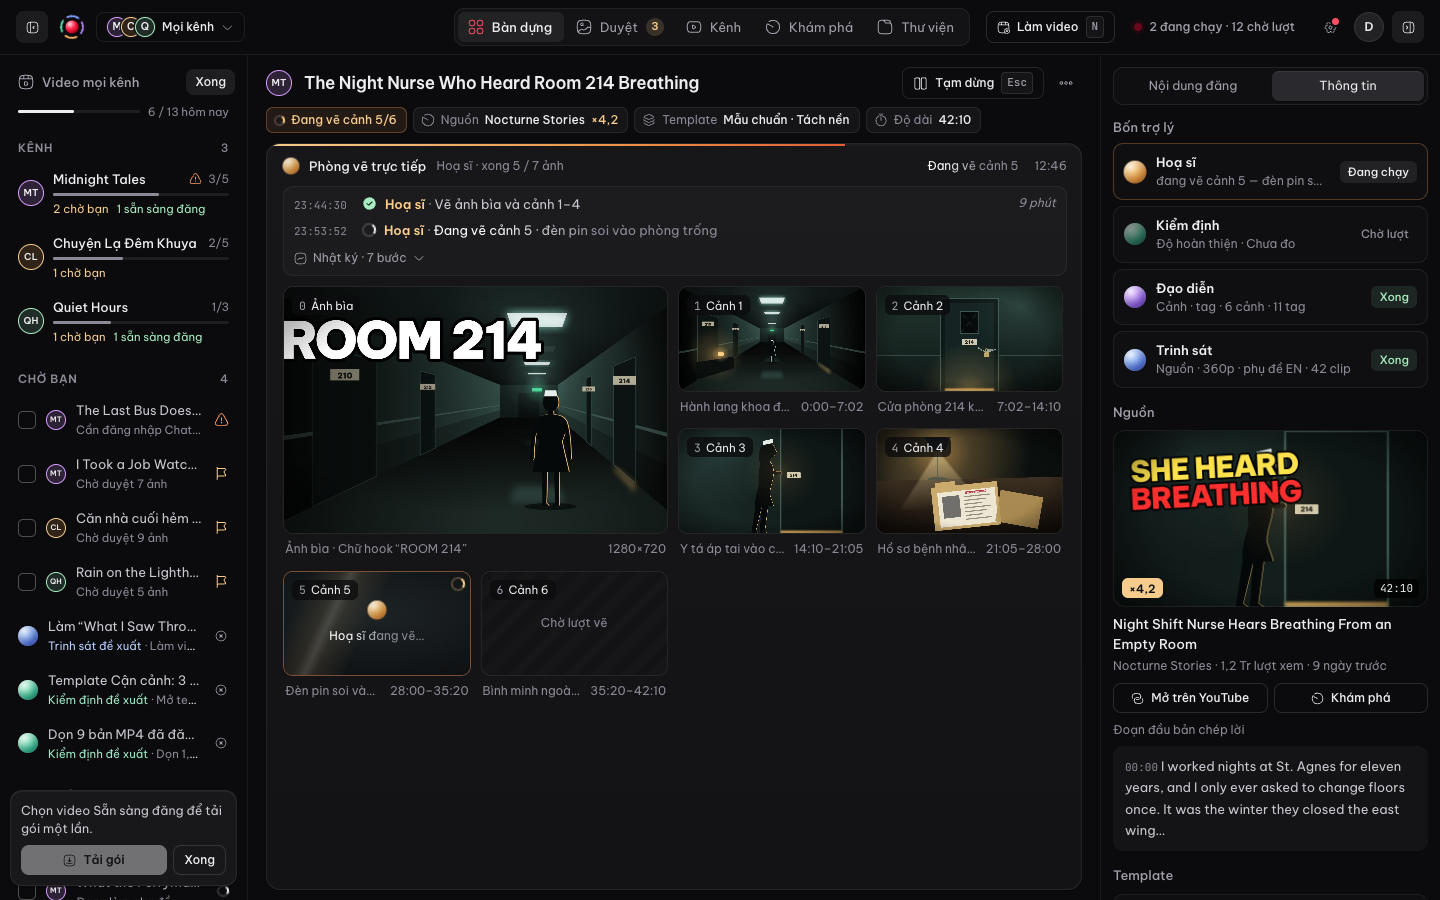 M C Q Mọi kênh
Bàn dựng
Duyệt 3
Kênh
Khám phá
Thư viện
Làm video N
2 đang chạy · 12 chờ lượt
D
Video mọi kênh
Xong
6 / 13 hôm nay
KÊNH 3
MT Midnight Tales 3/5
2 chờ bạn 1 sẵn sàng đăng
CL Chuyện Lạ Đêm Khuya 2/5
1 chờ bạn
QH Quiet Hours 1/3
1 chờ bạn 1 sẵn sàng đăng
CHỜ BẠN 4
MT The Last Bus Does...
Cần đăng nhập Chat...
MT I Took a Job Watc...
Chờ duyệt 7 ảnh
CL Căn nhà cuối hẻm ...
Chờ duyệt 9 ảnh
QH Rain on the Lighth...
Chờ duyệt 5 ảnh
Làm “What I Saw Thro...
Trinh sát đề xuất · Làm vi...
Template Cận cảnh: 3 ...
Kiểm định đề xuất · Mở te...
Dọn 9 bản MP4 đã đă...
Kiểm định đề xuất · Dọn 1,...
Chọn video Sẵn sàng đăng để tải
gói một lần.
Tải gói
Xong
MT
MT The Night Nurse Who Heard Room 214 Breathing
Tạm dừng Esc
Đang vẽ cảnh 5/6
Nguồn Nocturne Stories ×4,2
Template Mẫu chuẩn · Tách nền
Độ dài 42:10
Phòng vẽ trực tiếp Hoạ sĩ · xong 5 / 7 ảnh
Đang vẽ cảnh 5 12:46
23:44:30 Hoạ sĩ · Vẽ ảnh bìa và cảnh 1–4 9 phút
23:53:52 Hoạ sĩ · Đang vẽ cảnh 5 · đèn pin soi vào phòng trống
Nhật ký · 7 bước
0 Ảnh bìa
ROOM 214
210
214
Ảnh bìa · Chữ hook “ROOM 214” 1280×720
1 Cảnh 1
Hành lang khoa đ... 0:00–7:02
2 Cảnh 2
214
Cửa phòng 214 k... 7:02–14:10
3 Cảnh 3
214
Y tá áp tai vào c... 14:10–21:05
4 Cảnh 4
Hồ sơ bệnh nhâ... 21:05–28:00
5 Cảnh 5
Hoạ sĩ đang vẽ...
Đèn pin soi và... 28:00–35:20
6 Cảnh 6
Chờ lượt vẽ
Bình minh ngoà... 35:20–42:10
Nội dung đăng
Thông tin
Bốn trợ lý
Hoạ sĩ
đang vẽ cảnh 5 — đèn pin s...
Đang chạy
Kiểm định
Độ hoàn thiện · Chưa đo
Chờ lượt
Đạo diễn
Cảnh · tag · 6 cảnh · 11 tag
Xong
Trinh sát
Nguồn · 360p · phụ đề EN · 42 clip
Xong
Nguồn
SHE HEARD
BREATHING
214
×4,2
42:10
Night Shift Nurse Hears Breathing From an
Empty Room
Nocturne Stories · 1,2 Tr lượt xem · 9 ngày trước
Mở trên YouTube
Khám phá
Đoạn đầu bản chép lời
00:00 I worked nights at St. Agnes for eleven
years, and I only ever asked to change floors
once. It was the winter they closed the east
wing...
Template